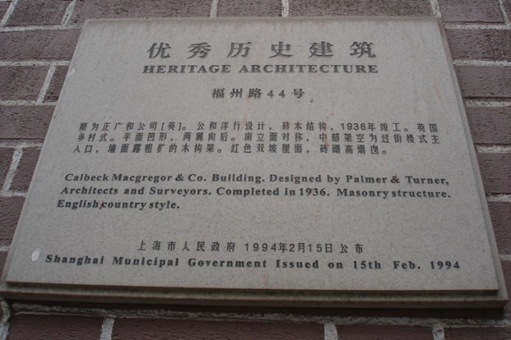 优秀历史建筑
HERITAGE ARCHITECTURE
福州路44号
原为正广和公司[英]。公和洋行设计，砖木结构，1936年竣工。英国
乡村式。平面凹形，两翼向后。南立面对称，中部架空为过街楼式主
入口，墙面露粗犷的木构架。红色双坡屋面，砖砌高烟囱。
Calbeck Macgregor & Co. Building. Designed by Palmer & Turner,
Architects and Surveyors. Completed in 1936. Masonry structure.
English country style.
上海市人民政府 1994年2月15日公布
Shanghai Municipal Government Issued on 15th Feb. 1994